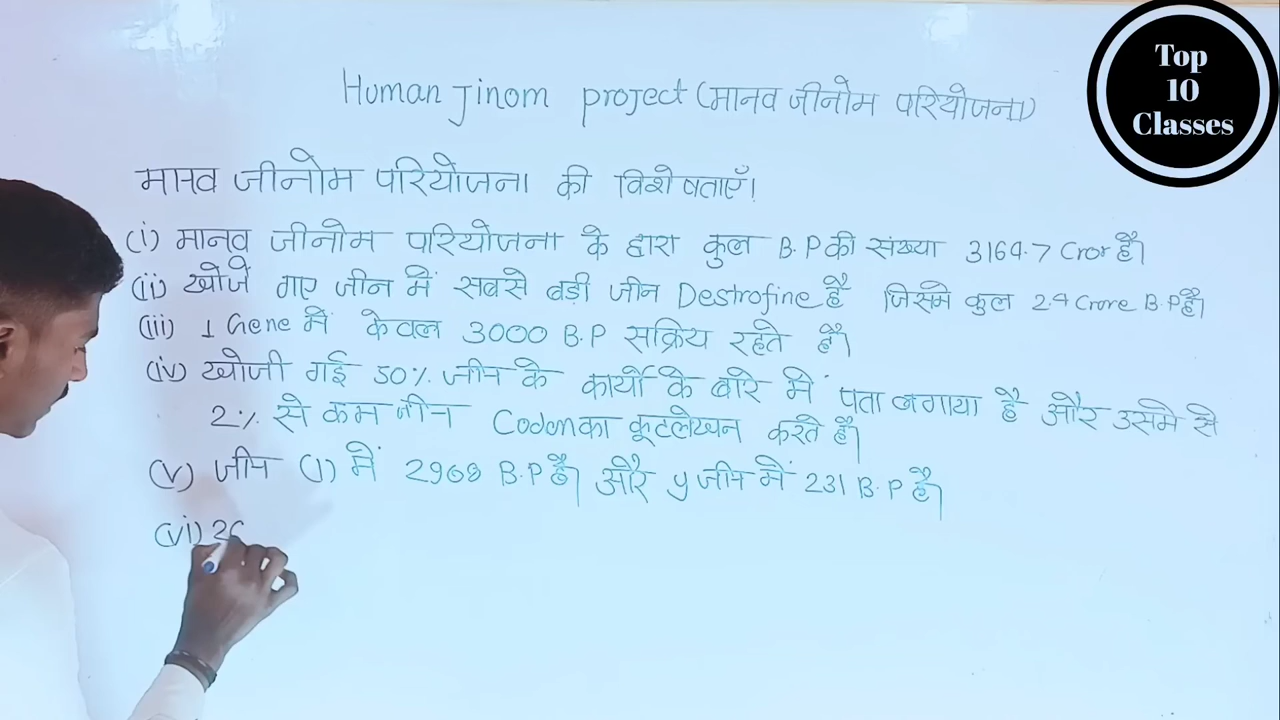 Top
10
Classes
Human Jinom project (मानव जीनोम परियोजना)
मानव जीनोम परियोजना की विशेषताएँ।
(i) मानव जीनोम परियोजना के द्वारा कुल B.P की संख्या 3164.7 Cror है।
(ii) खोजें गए जीन में सबसे बड़ी जीन Destrofine है जिसमे कुल 2.4 Crore B.P है।
(iii) 1 Gene में केवल 3000 B.P सक्रिय रहते है।
(iv) खोजी गई 50% जीन के कार्यो के बारे में पता लगाया है और उसमे से
2% से कम जीन Codon का कूटलेखन करते है।
(v) जीन (1) में 2968 B.P है। और y जीन में 231 B.P है।
(vi) 20